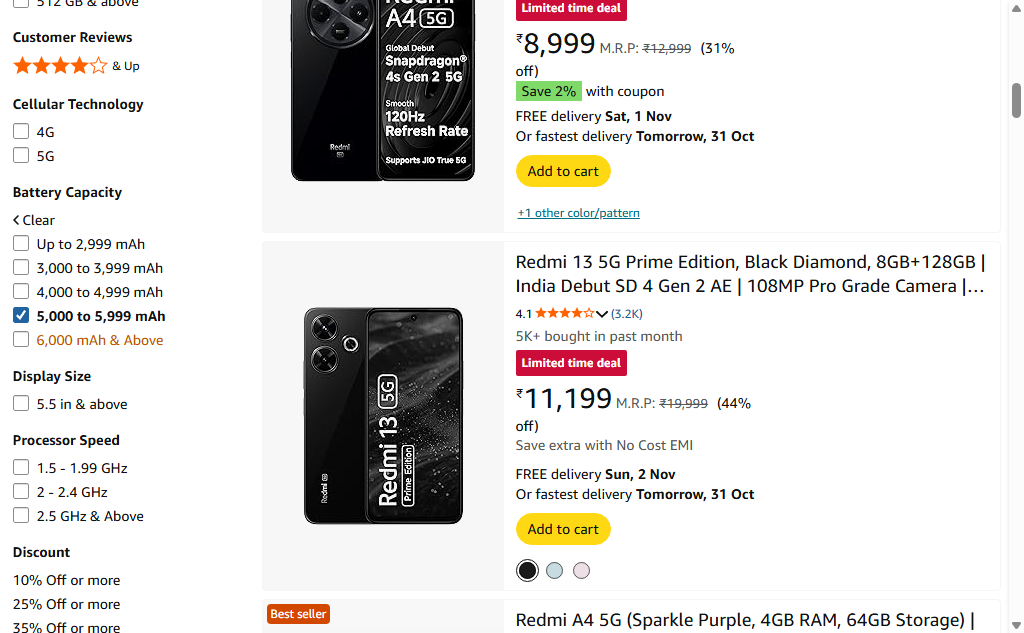 512 GB & above
Customer Reviews
& Up
Cellular Technology
4G
5G
Battery Capacity
Clear
Up to 2,999 mAh
3,000 to 3,999 mAh
4,000 to 4,999 mAh
5,000 to 5,999 mAh
6,000 mAh & Above
Display Size
5.5 in & above
Processor Speed
1.5 - 1.99 GHz
2 - 2.4 GHz
2.5 GHz & Above
Discount
10% Off or more
25% Off or more
35% Off or more
Redmi
A4 5G
Global Debut
Snapdragon®
4s Gen 2 5G
Smooth
120Hz
Refresh Rate
Supports JIO True 5G
Redmi
Limited time deal
₹8,999 M.R.P: ₹12,999 (31%
off)
Save 2% with coupon
FREE delivery Sat, 1 Nov
Or fastest delivery Tomorrow, 31 Oct
Add to cart
+1 other color/pattern
Redmi 13 5G
Prime Edition
Redmi
Redmi 13 5G Prime Edition, Black Diamond, 8GB+128GB |
India Debut SD 4 Gen 2 AE | 108MP Pro Grade Camera |...
4.1 (3.2K)
5K+ bought in past month
Limited time deal
₹11,199 M.R.P: ₹19,999 (44%
off)
Save extra with No Cost EMI
FREE delivery Sun, 2 Nov
Or fastest delivery Tomorrow, 31 Oct
Add to cart
Best seller
Redmi A4 5G (Sparkle Purple, 4GB RAM, 64GB Storage) |